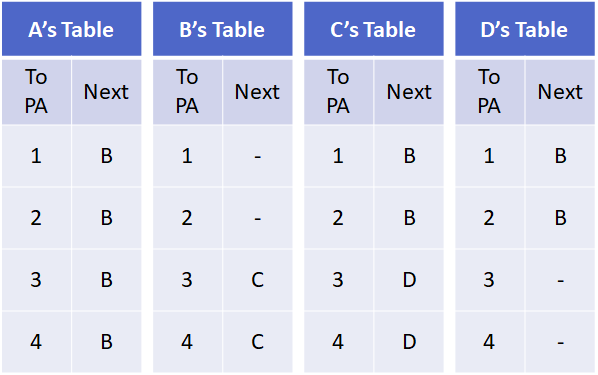 A's Table B's Table C's Table D's Table
To PA Next To PA Next To PA Next To PA Next
1 B 1 - 1 B 1 B
2 B 2 - 2 B 2 B
3 B 3 C 3 D 3 -
4 B 4 C 4 D 4 -